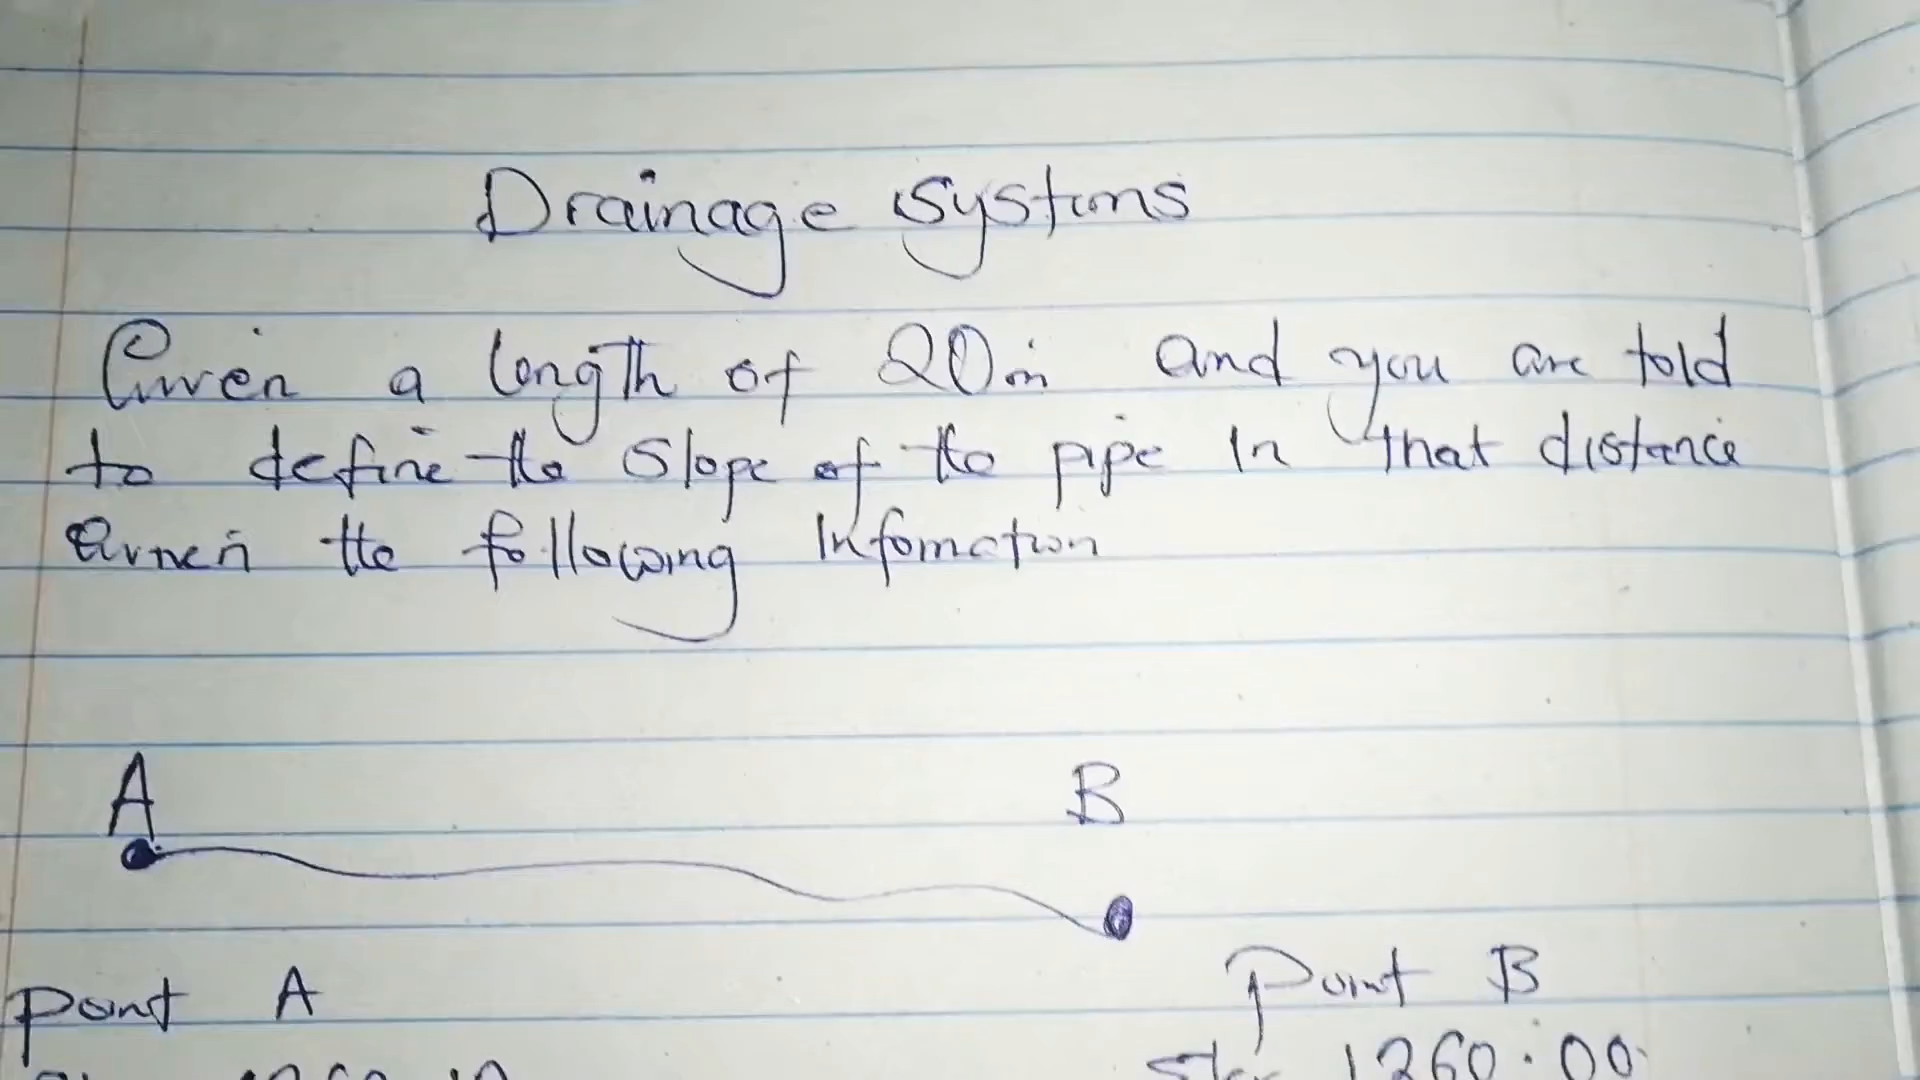 Drainage systems
Given a length of 20m and you are told
to define the slope of the pipe In that distance
Given the following Infomation
A
B
Point A
Point B
1260.00